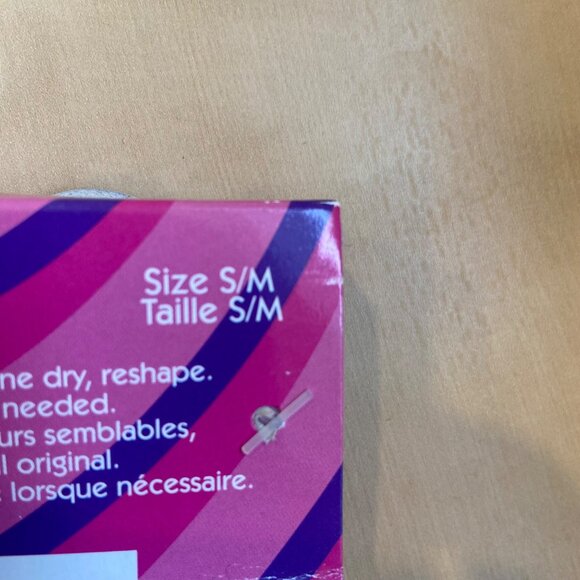 Size S/M
Taille S/M
ne dry, reshape.
needed.
urs semblables,
l original.
lorsque nécessaire.